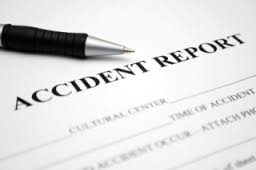 ACCIDENT REPORT
CULTURAL CENTER
TIME OF ACCIDENT
ACCIDENT OCCUR - ATTACH